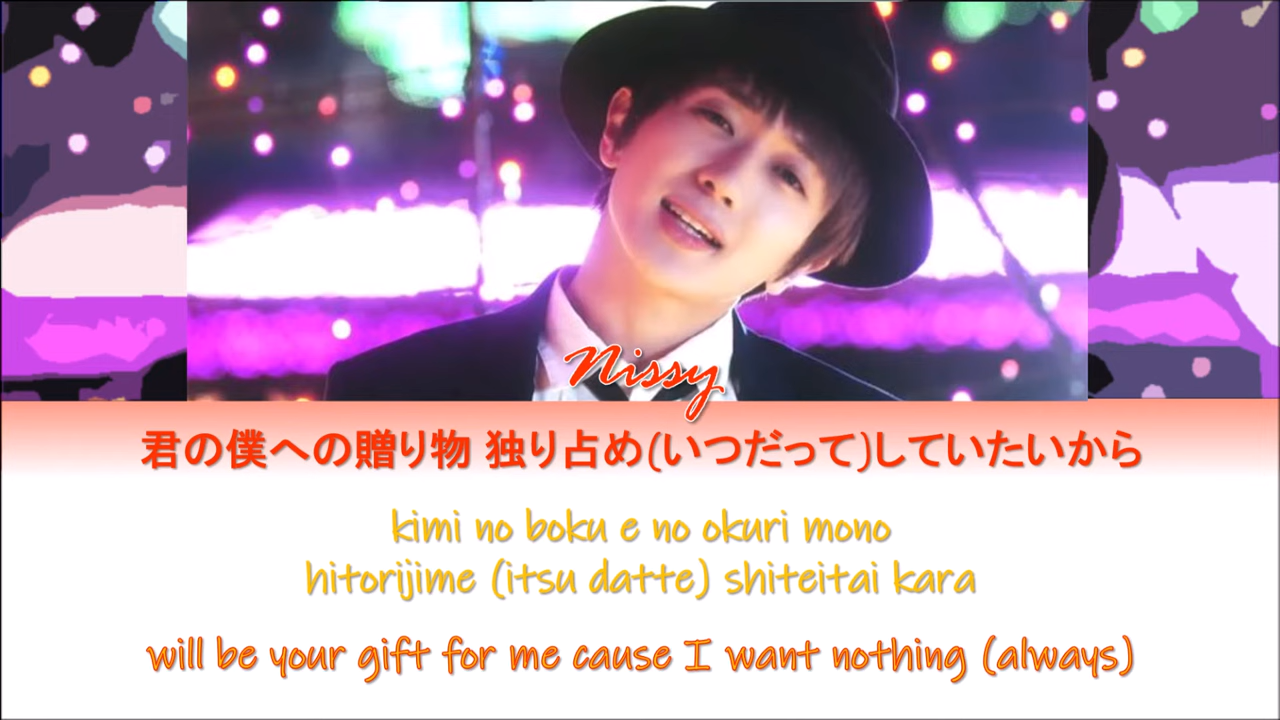 Nissy
君の僕への贈り物 独り占め(いつだって)していたいから
kimi no boku e no okuri mono
hitorijime (itsu datte) shiteitai kara
will be your gift for me cause I want nothing (always)